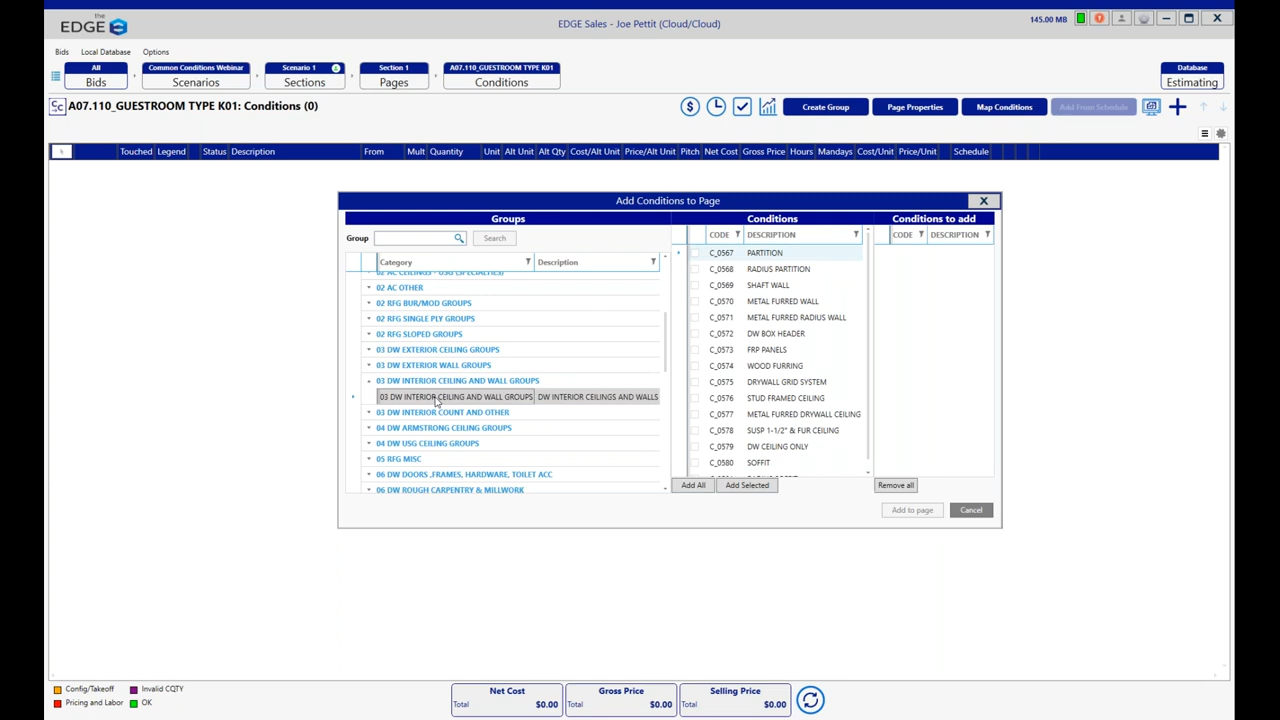 the
EDGE
EDGE Sales - Joe Pettit (Cloud/Cloud)
145.00 MB
Bids Local Database Options
All
Bids
Common Conditions Webinar
Scenarios
Scenario 1
Sections
Section 1
Pages
A07.110_GUESTROOM TYPE K01
Conditions
Database
Estimating
A07.110_GUESTROOM TYPE K01: Conditions (0)
Create Group
Page Properties
Map Conditions
Add From Schedule
Touched Legend Status Description From Mult Quantity Unit Alt Unit Alt Qty Cost/Alt Unit Price/Alt Unit Pitch Net Cost Gross Price Hours Mandays Cost/Unit Price/Unit Schedule
Add Conditions to Page
Groups
Group
Search
Category Description
02 AC CEILINGS - USG (SPECIALTIES)
02 AC OTHER
02 RFG BUR/MOD GROUPS
02 RFG SINGLE PLY GROUPS
02 RFG SLOPED GROUPS
03 DW EXTERIOR CEILING GROUPS
03 DW EXTERIOR WALL GROUPS
03 DW INTERIOR CEILING AND WALL GROUPS
03 DW INTERIOR CEILING AND WALL GROUPS DW INTERIOR CEILINGS AND WALLS
03 DW INTERIOR COUNT AND OTHER
04 DW ARMSTRONG CEILING GROUPS
04 DW USG CEILING GROUPS
05 RFG MISC
06 DW DOORS ,FRAMES, HARDWARE, TOILET ACC
06 DW ROUGH CARPENTRY & MILLWORK
Conditions
CODE DESCRIPTION
C_0567 PARTITION
C_0568 RADIUS PARTITION
C_0569 SHAFT WALL
C_0570 METAL FURRED WALL
C_0571 METAL FURRED RADIUS WALL
C_0572 DW BOX HEADER
C_0573 FRP PANELS
C_0574 WOOD FURRING
C_0575 DRYWALL GRID SYSTEM
C_0576 STUD FRAMED CEILING
C_0577 METAL FURRED DRYWALL CEILING
C_0578 SUSP 1-1/2" & FUR CEILING
C_0579 DW CEILING ONLY
C_0580 SOFFIT
Add All
Add Selected
Conditions to add
CODE DESCRIPTION
Remove all
Add to page
Cancel
Config/Takeoff Invalid CQTY
Pricing and Labor OK
Net Cost
Total $0.00
Gross Price
Total $0.00
Selling Price
Total $0.00